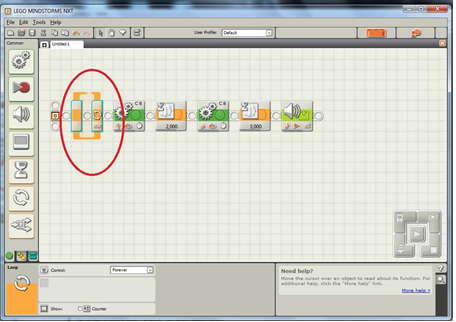 LEGO MINDSTORMS NXT
File Edit Tools Help
User Profile: Default
Common
Untitled-1
C B
2,000
C B
3,000
Loop
Control: Forever
Show: Counter
Need help?
Move the cursor over an object to read about its function. For
additional help, click the "More help" link.
More help »